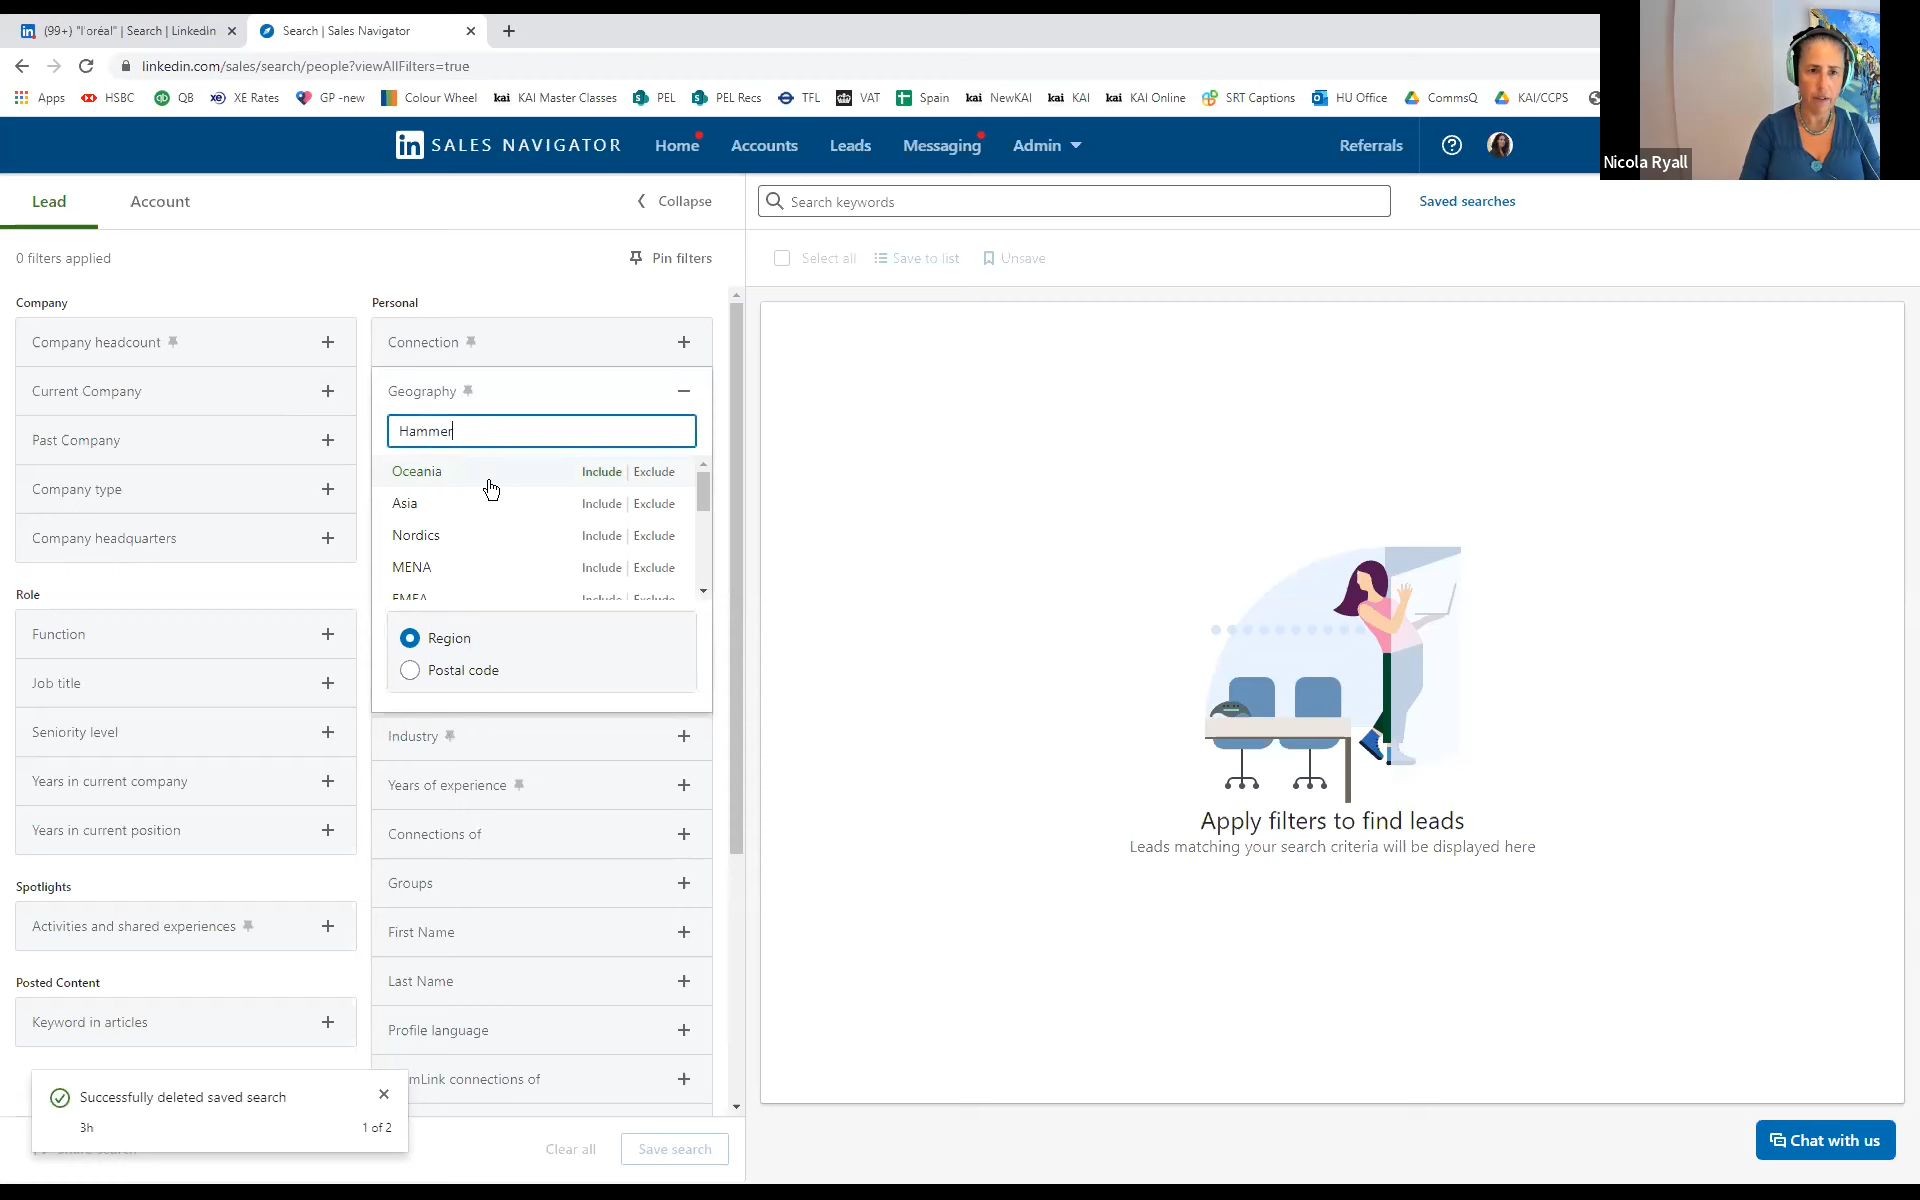 (99+) "l'oréal" | Search | LinkedIn
Search | Sales Navigator
linkedin.com/sales/search/people?viewAllFilters=true
Apps HSBC QB XE Rates GP -new Colour Wheel KAI Master Classes PEL PEL Recs TFL VAT Spain NewKAI KAI KAI Online SRT Captions HU Office CommsQ KAI/CCPS
Nicola Ryall
in SALES NAVIGATOR Home Accounts Leads Messaging Admin Referrals
Lead Account Collapse
Search keywords Saved searches
0 filters applied Pin filters
Select all Save to list Unsave
Company
Company headcount
Current Company
Past Company
Company type
Company headquarters
Role
Function
Job title
Seniority level
Years in current company
Years in current position
Spotlights
Activities and shared experiences
Posted Content
Keyword in articles
Personal
Connection
Geography
Hammer
Oceania Include | Exclude
Asia Include | Exclude
Nordics Include | Exclude
MENA Include | Exclude
EMEA Include | Exclude
Region
Postal code
Industry
Years of experience
Connections of
Groups
First Name
Last Name
Profile language
mLink connections of
Successfully deleted saved search
3h 1 of 2
Clear all Save search
Apply filters to find leads
Leads matching your search criteria will be displayed here
Chat with us